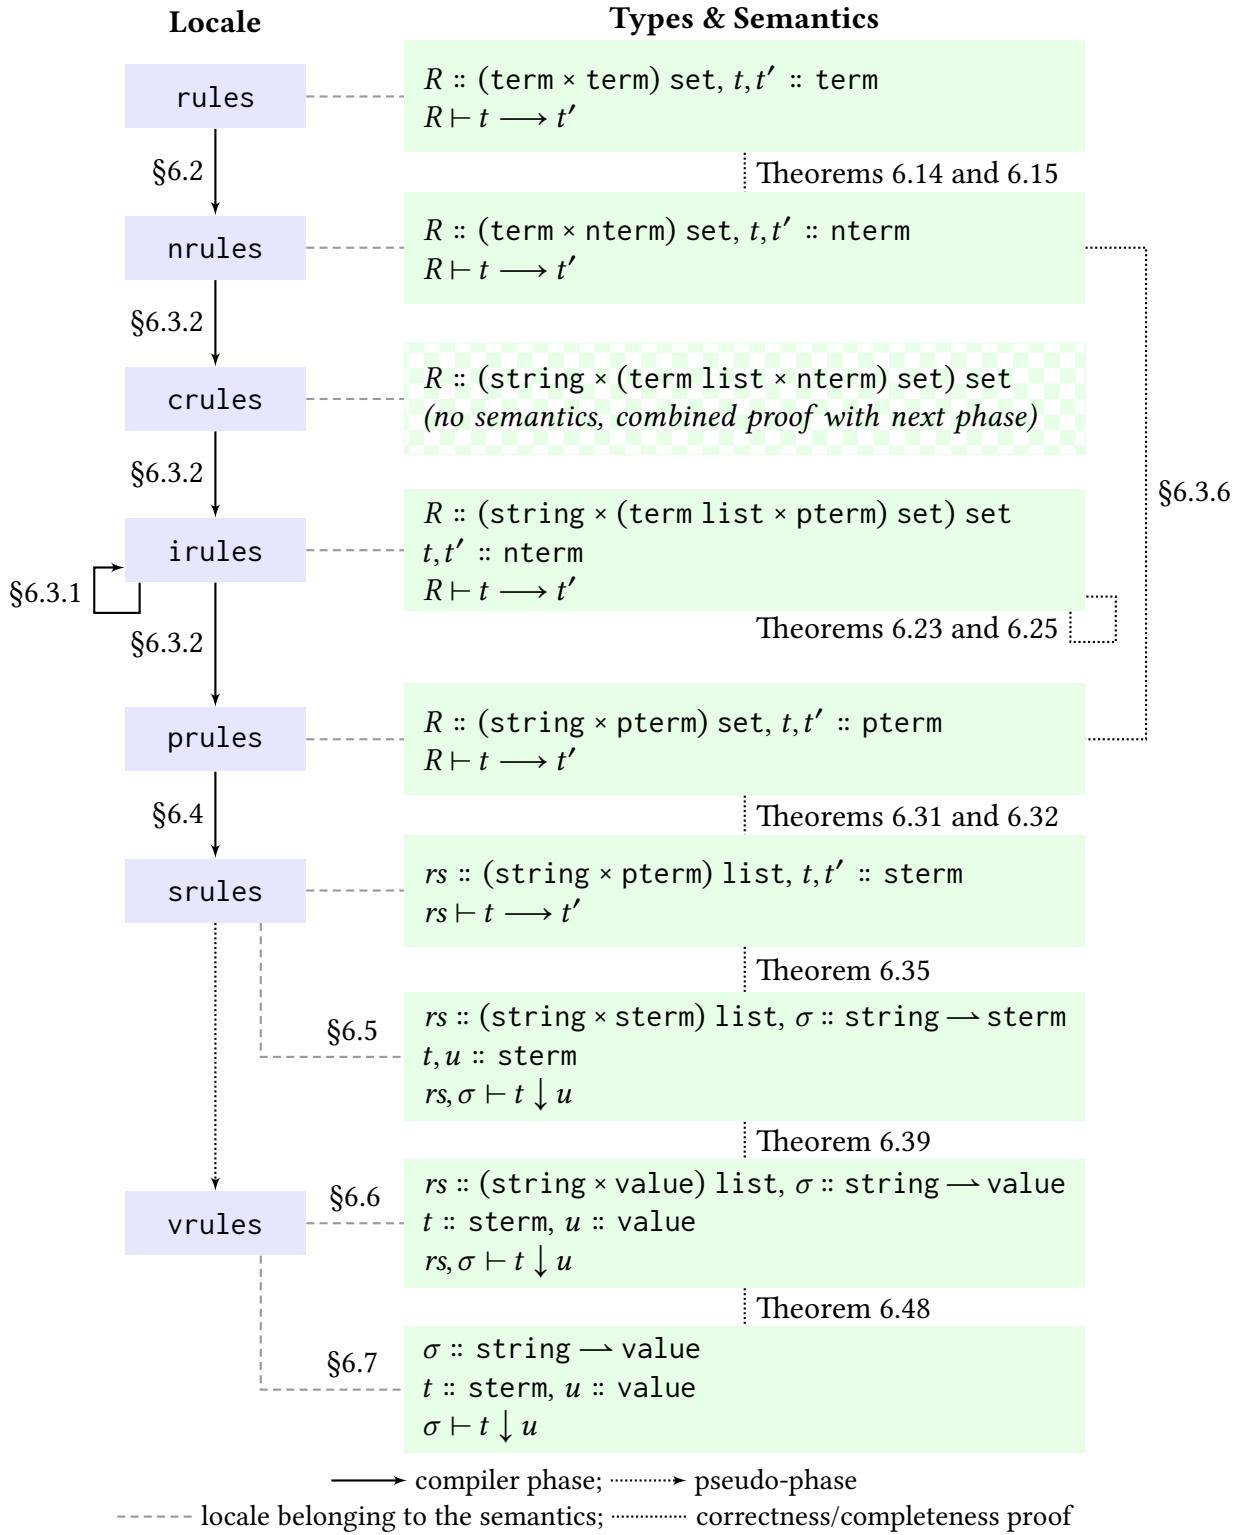 Locale
Types & Semantics
rules
R :: (term × term) set, t, t′ :: term
R ⊢ t ⟶ t′
§6.2
Theorems 6.14 and 6.15
nrules
R :: (term × nterm) set, t, t′ :: nterm
R ⊢ t ⟶ t′
§6.3.2
crules
R :: (string × (term list × nterm) set) set
(no semantics, combined proof with next phase)
§6.3.2
§6.3.6
irules
R :: (string × (term list × pterm) set) set
t, t′ :: nterm
R ⊢ t ⟶ t′
§6.3.1
Theorems 6.23 and 6.25
§6.3.2
prules
R :: (string × pterm) set, t, t′ :: pterm
R ⊢ t ⟶ t′
§6.4
Theorems 6.31 and 6.32
srules
rs :: (string × pterm) list, t, t′ :: sterm
rs ⊢ t ⟶ t′
Theorem 6.35
§6.5
rs :: (string × sterm) list, σ :: string ⇀ sterm
t, u :: sterm
rs, σ ⊢ t ↓ u
Theorem 6.39
vrules
§6.6
rs :: (string × value) list, σ :: string ⇀ value
t :: sterm, u :: value
rs, σ ⊢ t ↓ u
Theorem 6.48
§6.7
σ :: string ⇀ value
t :: sterm, u :: value
σ ⊢ t ↓ u
compiler phase; pseudo-phase
locale belonging to the semantics; correctness/completeness proof